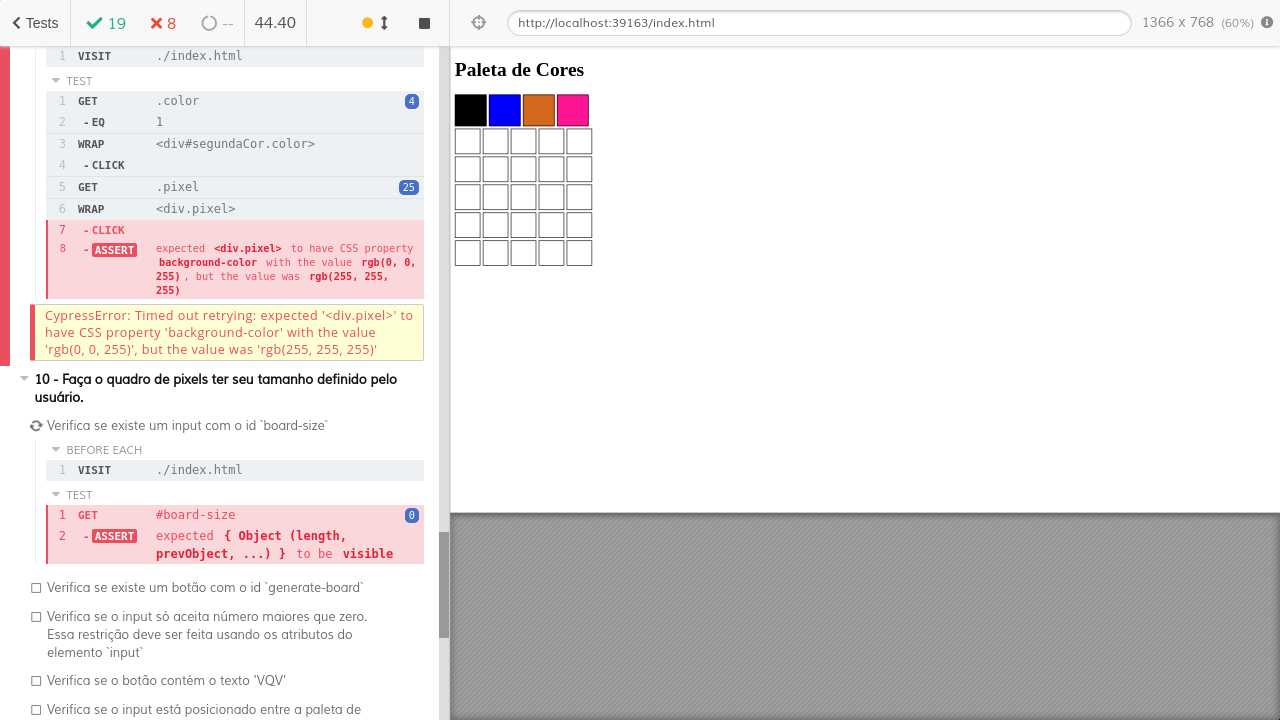 Tests 19 8 -- 44.40
http://localhost:39163/index.html 1366 x 768 (60%)
1 VISIT ./index.html
TEST
1 GET .color 4
2 - EQ 1
3 WRAP <div#segundaCor.color>
4 - CLICK
5 GET .pixel 25
6 WRAP <div.pixel>
7 - CLICK
8 - ASSERT expected <div.pixel> to have CSS property
background-color with the value rgb(0, 0,
255) , but the value was rgb(255, 255,
255)
CypressError: Timed out retrying: expected '<div.pixel>' to
have CSS property 'background-color' with the value
'rgb(0, 0, 255)', but the value was 'rgb(255, 255, 255)'
10 - Faça o quadro de pixels ter seu tamanho definido pelo
usuário.
Verifica se existe um input com o id `board-size`
BEFORE EACH
1 VISIT ./index.html
TEST
1 GET #board-size 0
2 - ASSERT expected { Object (length,
prevObject, ...) } to be visible
Verifica se existe um botão com o id `generate-board`
Verifica se o input só aceita número maiores que zero.
Essa restrição deve ser feita usando os atributos do
elemento `input`
Verifica se o botão contém o texto 'VQV'
Verifica se o input está posicionado entre a paleta de
Paleta de Cores